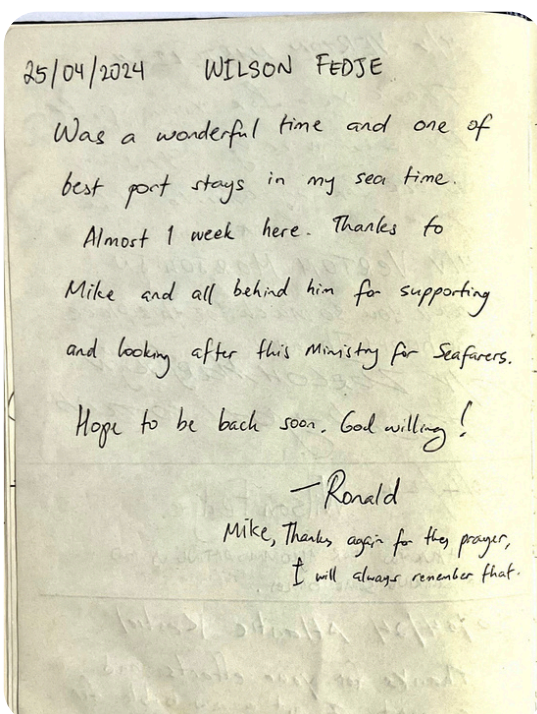 25/04/2024 WILSON FEDJE
Was a wonderful time and one of
best port stays in my sea time.
Almost 1 week here. Thanks to
Mike and all behind him for supporting
and looking after this Ministry for Seafarers.
Hope to be back soon. God willing!
—Ronald
Mike, Thanks again for the prayer,
I will always remember that.